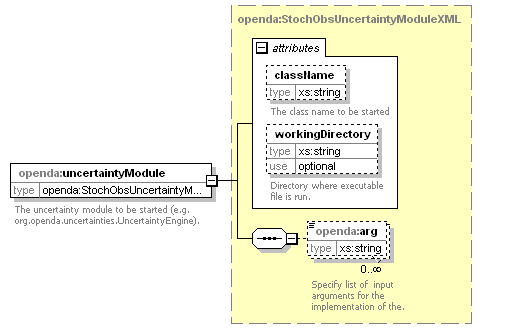 openda:StochObsUncertaintyModuleXML
attributes
className
type xs:string
The class name to be started
workingDirectory
type xs:string
use optional
Directory where executable
file is run.
openda:uncertaintyModule
type openda:StochObsUncertaintyM...
The uncertainty module to be started (e.g.
org.openda.uncertainties.UncertaintyEngine).
openda:arg
type xs:string
0..∞
Specify list of input
arguments for the
implementation of the.